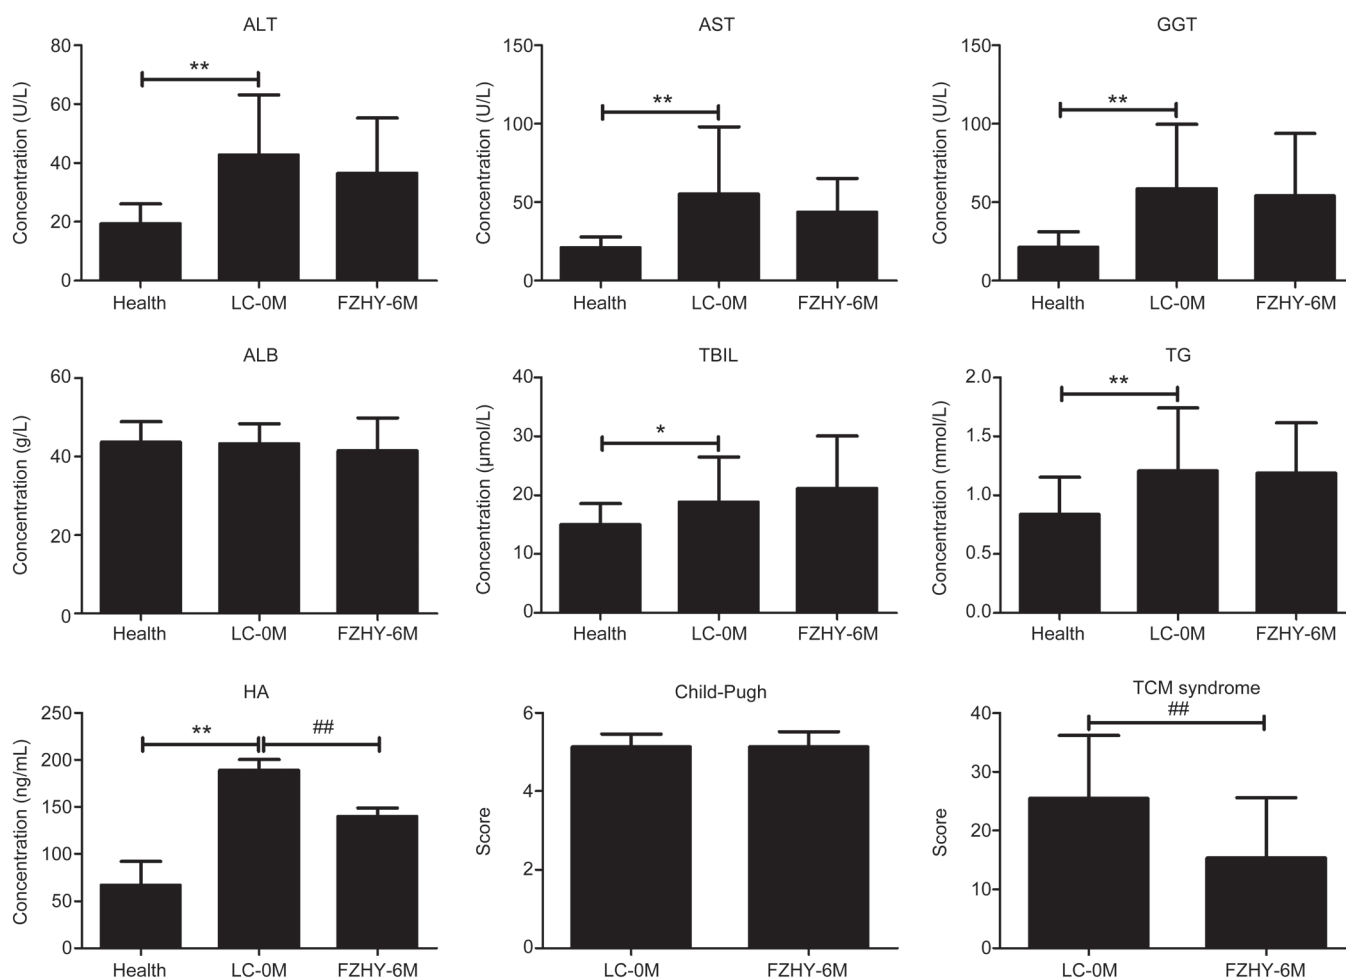 ALT
Concentration (U/L)
80
60
40
20
0
**
Health LC-0M FZHY-6M
AST
Concentration (U/L)
150
100
50
0
**
Health LC-0M FZHY-6M
GGT
Concentration (U/L)
150
100
50
0
**
Health LC-0M FZHY-6M
ALB
Concentration (g/L)
60
40
20
0
Health LC-0M FZHY-6M
TBIL
Concentration (µmol/L)
40
30
20
10
0
*
Health LC-0M FZHY-6M
TG
Concentration (mmol/L)
2.0
1.5
1.0
0.5
0.0
**
Health LC-0M FZHY-6M
HA
Concentration (ng/mL)
250
200
150
100
50
0
** ##
Health LC-0M FZHY-6M
Child-Pugh
Score
6
4
2
0
LC-0M FZHY-6M
TCM syndrome
Score
40
30
20
10
0
##
LC-0M FZHY-6M